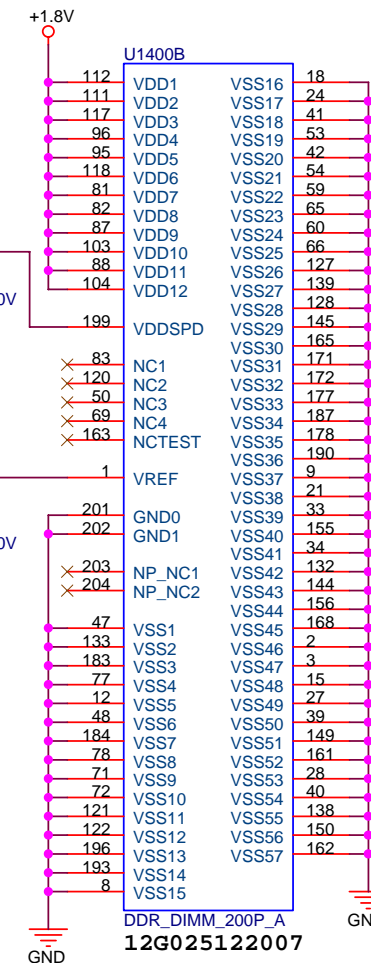 +1.8V
U1400B
112 VDD1 VSS16 18
111 VDD2 VSS17 24
117 VDD3 VSS18 41
96 VDD4 VSS19 53
95 VDD5 VSS20 42
118 VDD6 VSS21 54
81 VDD7 VSS22 59
82 VDD8 VSS23 65
87 VDD9 VSS24 60
103 VDD10 VSS25 66
88 VDD11 VSS26 127
104 VDD12 VSS27 139
0V
VSS28 128
199 VDDSPD VSS29 145
VSS30 165
83 NC1 VSS31 171
120 NC2 VSS32 172
50 NC3 VSS33 177
69 NC4 VSS34 187
163 NCTEST VSS35 178
VSS36 190
1 VREF VSS37 9
VSS38 21
201 GND0 VSS39 33
202 GND1 VSS40 155
0V
VSS41 34
203 NP_NC1 VSS42 132
204 NP_NC2 VSS43 144
VSS44 156
47 VSS1 VSS45 168
133 VSS2 VSS46 2
183 VSS3 VSS47 3
77 VSS4 VSS48 15
12 VSS5 VSS49 27
48 VSS6 VSS50 39
184 VSS7 VSS51 149
78 VSS8 VSS52 161
71 VSS9 VSS53 28
72 VSS10 VSS54 40
121 VSS11 VSS55 138
122 VSS12 VSS56 150
196 VSS13 VSS57 162
193 VSS14
8 VSS15
DDR_DIMM_200P_A
12G025122007
GN
GND